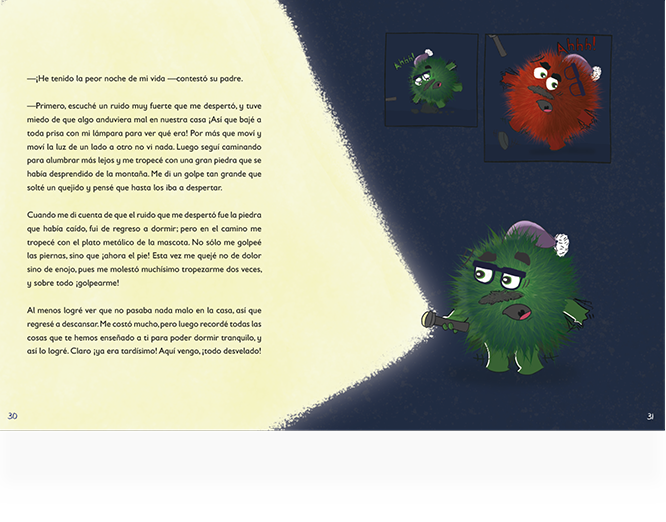 —¡He tenido la peor noche de mi vida —contestó su padre.
—Primero, escuché un ruido muy fuerte que me despertó, y tuve
miedo de que algo anduviera mal en nuestra casa ¡Así que bajé a
toda prisa con mi lámpara para ver qué era! Por más que moví y
moví la luz de un lado a otro no vi nada. Luego seguí caminando
para alumbrar más lejos y me tropecé con una gran piedra que se
había desprendido de la montaña. Me di un golpe tan grande que
solté un quejido y pensé que hasta los iba a despertar.
Cuando me di cuenta de que el ruido que me despertó fue la piedra
que había caído, fui de regreso a dormir; pero en el camino me
tropecé con el plato metálico de la mascota. No sólo me golpeé
las piernas, sino que ¡ahora el pie! Esta vez me quejé no de dolor
sino de enojo, pues me molestó muchísimo tropezarme dos veces,
y sobre todo ¡golpearme!
Al menos logré ver que no pasaba nada malo en la casa, así que
regresé a descansar. Me costó mucho, pero luego recordé todas las
cosas que te hemos enseñado a ti para poder dormir tranquilo, y
así lo logré. Claro ¡ya era tardísimo! Aquí vengo, ¡todo desvelado!
30
Ahhh!
Ahhh!
31